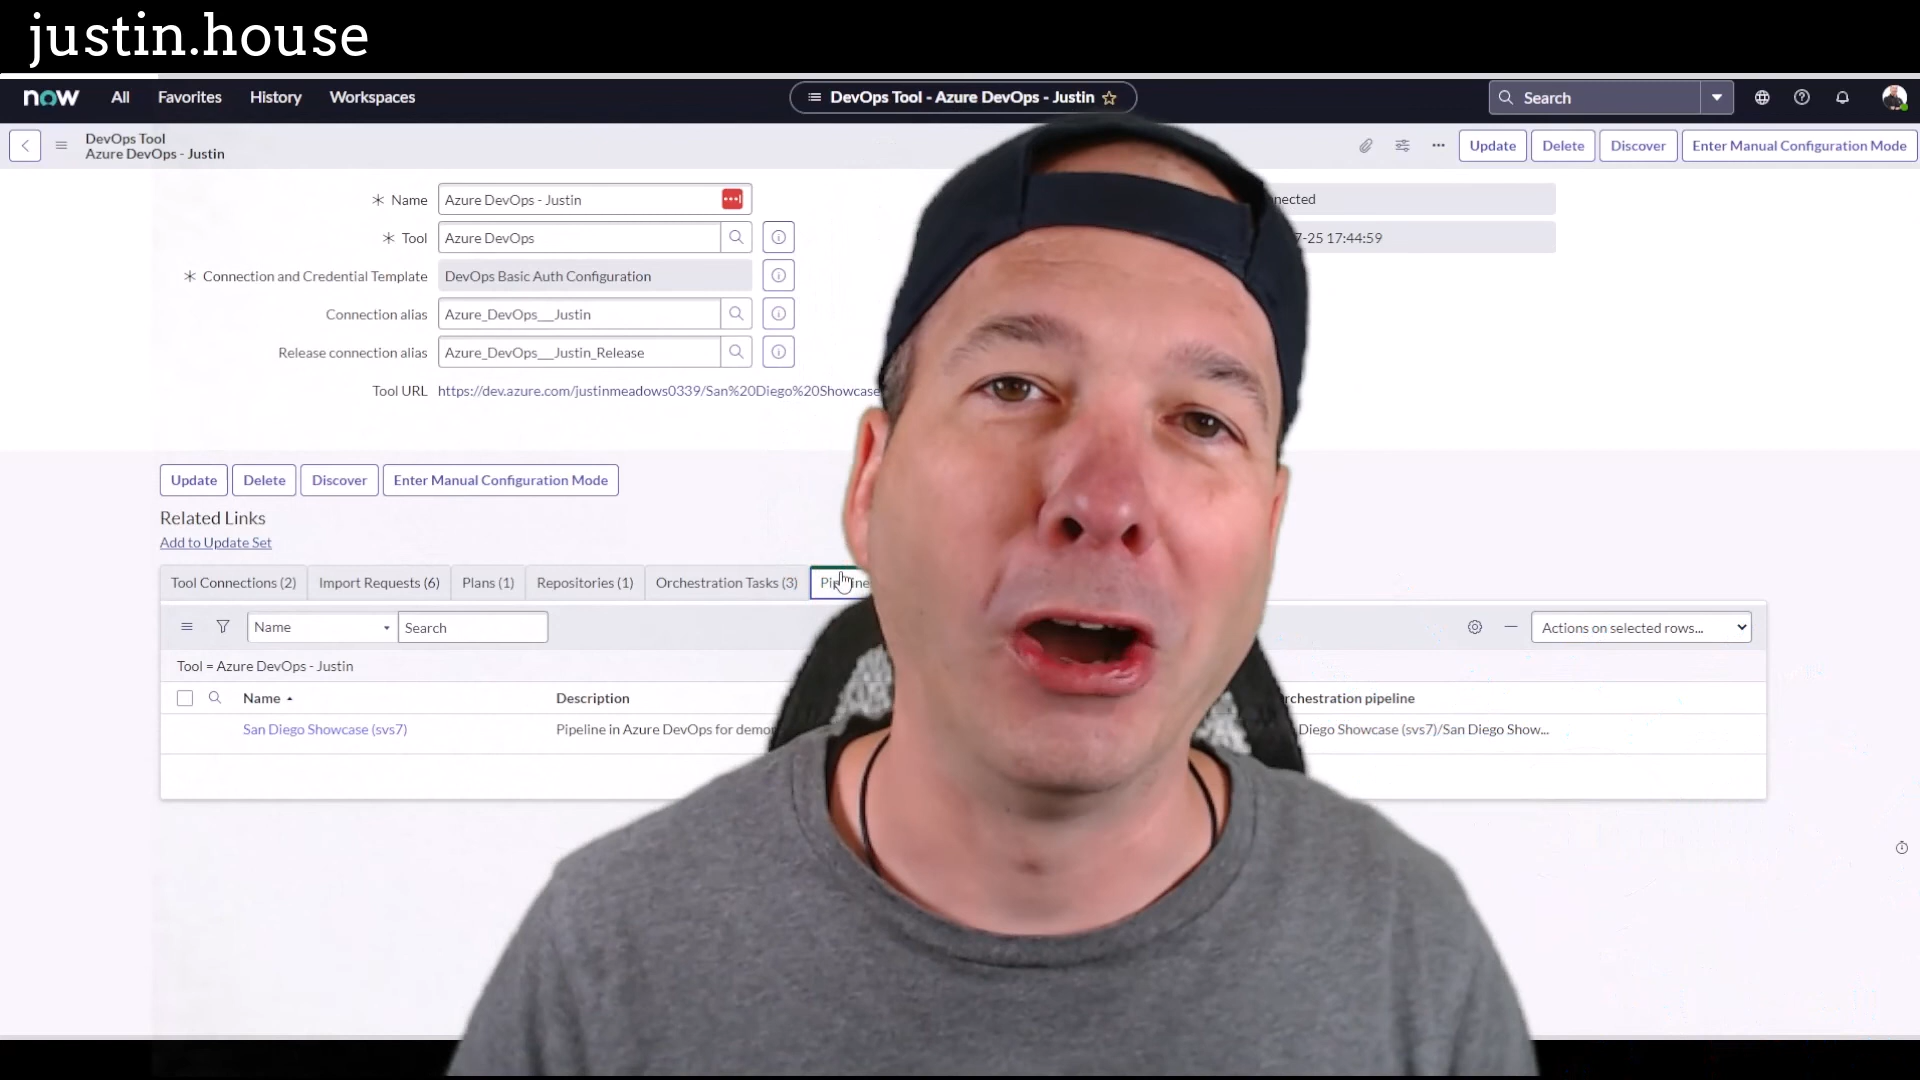 justin.house
now All Favorites History Workspaces DevOps Tool - Azure DevOps - Justin Search
DevOps Tool
Azure DevOps - Justin
Update Delete Discover Enter Manual Configuration Mode
Name Azure DevOps - Justin
Tool Azure DevOps
7-25 17:44:59
Connection and Credential Template DevOps Basic Auth Configuration
Connection alias Azure_DevOps___Justin
Release connection alias Azure_DevOps___Justin_Release
Tool URL https://dev.azure.com/justinmeadows0339/San%20Diego%20Showcase
Update Delete Discover Enter Manual Configuration Mode
Related Links
Add to Update Set
Tool Connections (2) Import Requests (6) Plans (1) Repositories (1) Orchestration Tasks (3)
Name Search Actions on selected rows...
Tool = Azure DevOps - Justin
Name Description pipeline
San Diego Showcase (svs7) Pipeline in Azure DevOps for Diego Showcase (svs7)/San Diego Show...